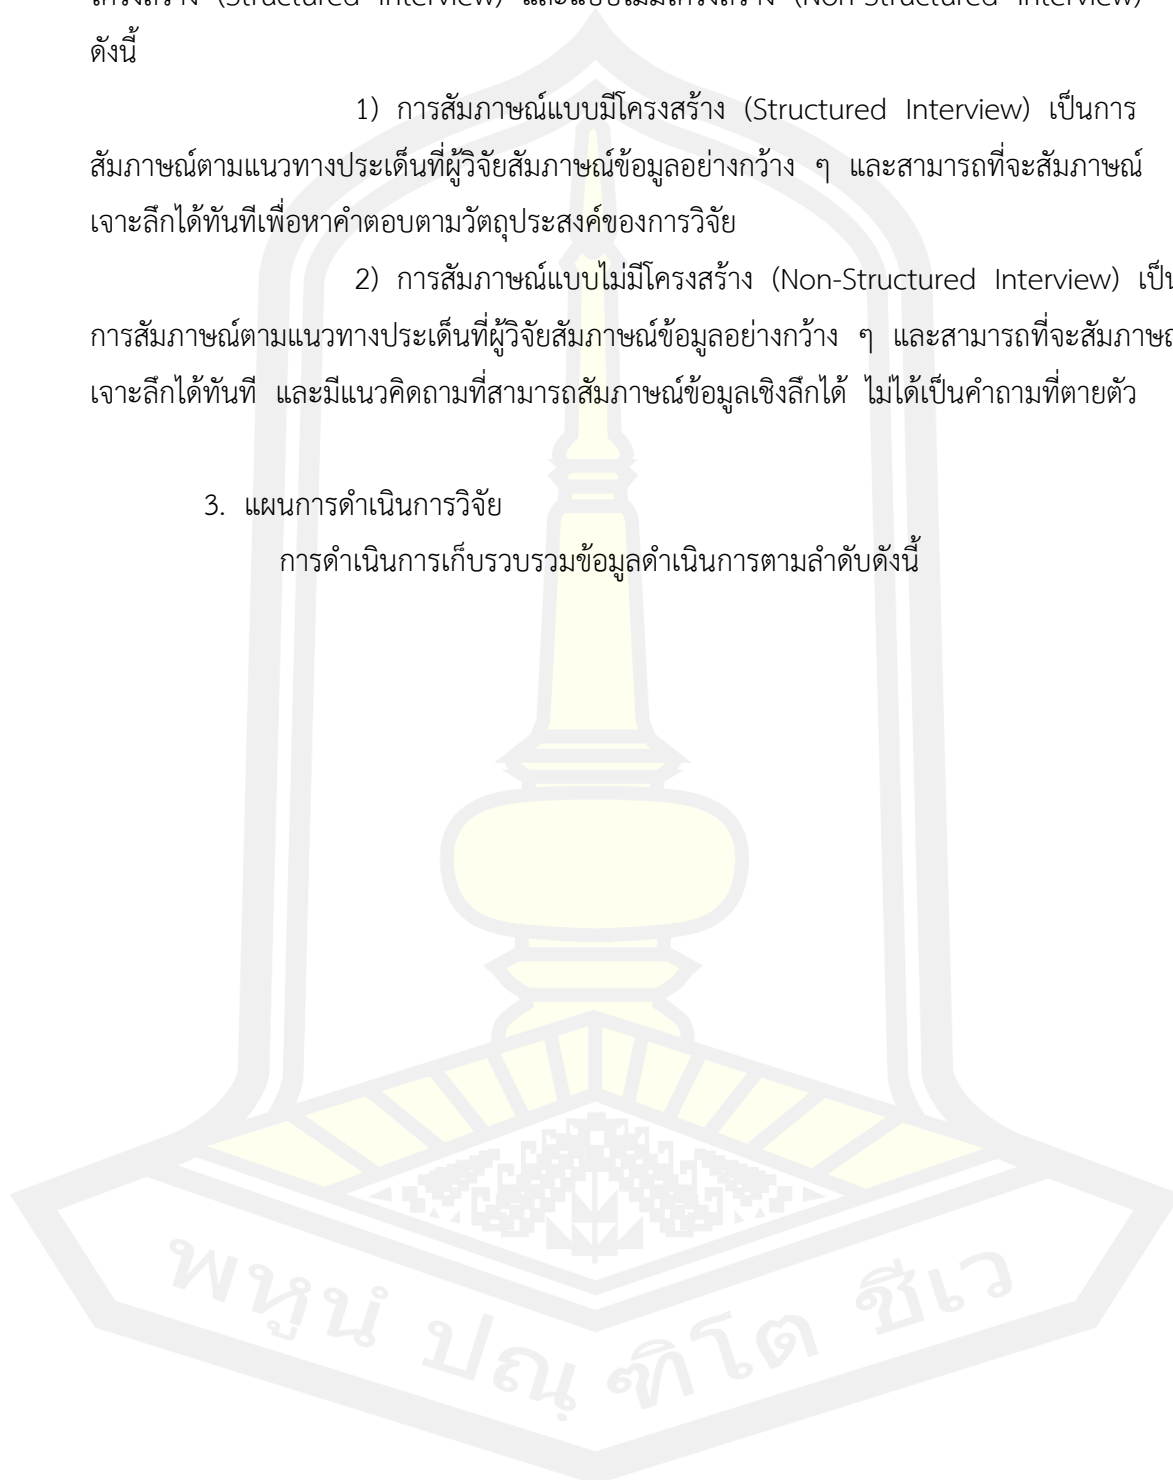 โครงสร้าง (Structured Interview) และแบบไม่มีโครงสร้าง (Non-Structured Interview)
ดังนี้
1) การสัมภาษณ์แบบมีโครงสร้าง (Structured Interview) เป็นการ
สัมภาษณ์ตามแนวทางประเด็นที่ผู้วิจัยสัมภาษณ์ข้อมูลอย่างกว้าง ๆ และสามารถที่จะสัมภาษณ์
เจาะลึกได้ทันทีเพื่อหาคำตอบตามวัตถุประสงค์ของการวิจัย
2) การสัมภาษณ์แบบไม่มีโครงสร้าง (Non-Structured Interview) เป็น
การสัมภาษณ์ตามแนวทางประเด็นที่ผู้วิจัยสัมภาษณ์ข้อมูลอย่างกว้าง ๆ และสามารถที่จะสัมภาษณ์
เจาะลึกได้ทันที และมีแนวคิดถามที่สามารถสัมภาษณ์ข้อมูลเชิงลึกได้ ไม่ได้เป็นคำถามที่ตายตัว
3. แผนการดำเนินการวิจัย
การดำเนินการเก็บรวบรวมข้อมูลดำเนินการตามลำดับดังนี้
พหูนํ ปณฺฑิโต ชีเว